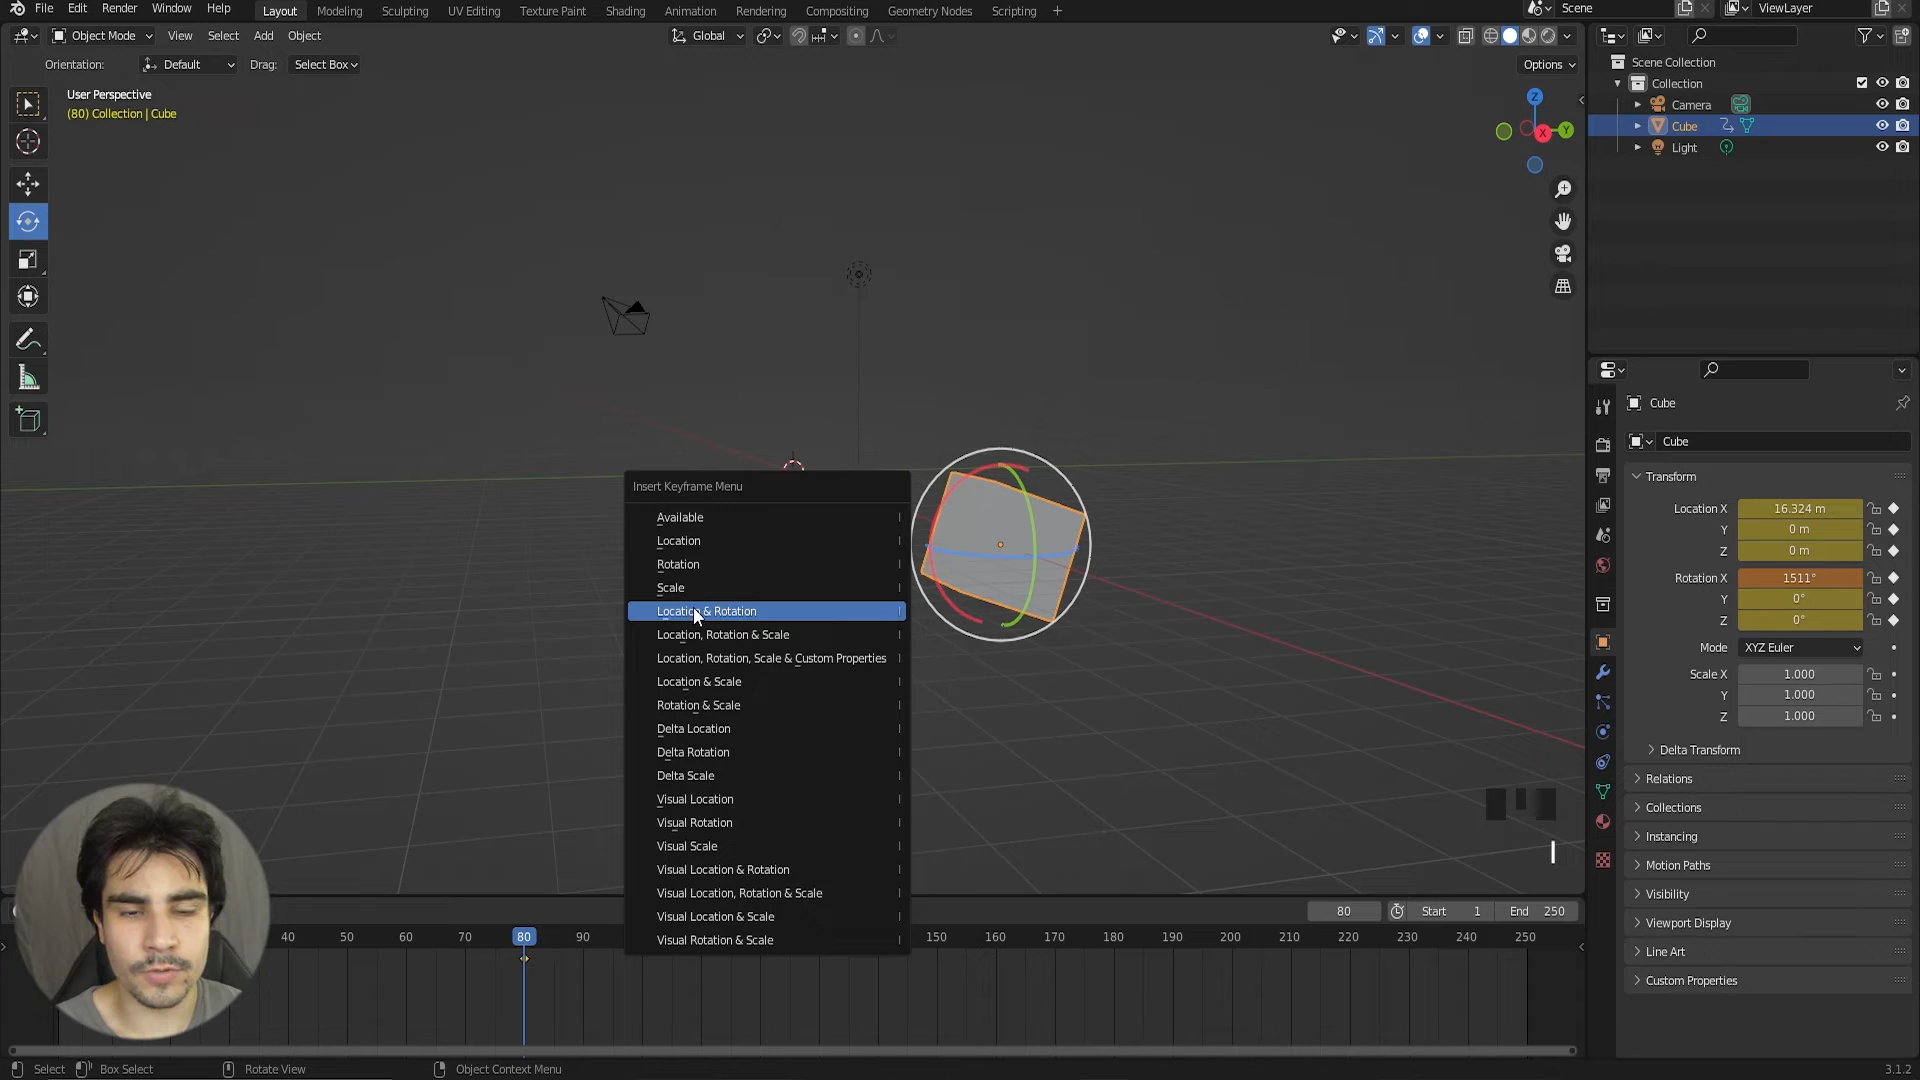 File Edit Render Window Help Layout Modeling Sculpting UV Editing Texture Paint Shading Animation Rendering Compositing Geometry Nodes Scripting + Scene ViewLayer
Object Mode View Select Add Object Global
Orientation: Default Drag: Select Box Options
User Perspective
(80) Collection | Cube
Z
Y
X
Scene Collection
Collection
Camera
Cube
Light
Cube
Cube
Transform
Location X 16.324 m
Y 0 m
Z 0 m
Rotation X 1511°
Y 0°
Z 0°
Mode XYZ Euler
Scale X 1.000
Y 1.000
Z 1.000
Delta Transform
Relations
Collections
Instancing
Motion Paths
Visibility
Viewport Display
Line Art
Custom Properties
Insert Keyframe Menu
Available I
Location I
Rotation I
Scale I
Location & Rotation I
Location, Rotation & Scale I
Location, Rotation, Scale & Custom Properties I
Location & Scale I
Rotation & Scale I
Delta Location I
Delta Rotation I
Delta Scale I
Visual Location I
Visual Rotation I
Visual Scale I
Visual Location & Rotation I
Visual Location, Rotation & Scale I
Visual Location & Scale I
Visual Rotation & Scale I
I
80 Start 1 End 250
40 50 60 70 80 90 150 160 170 180 190 200 210 220 230 240 250
Select Box Select Rotate View Object Context Menu 3.1.2